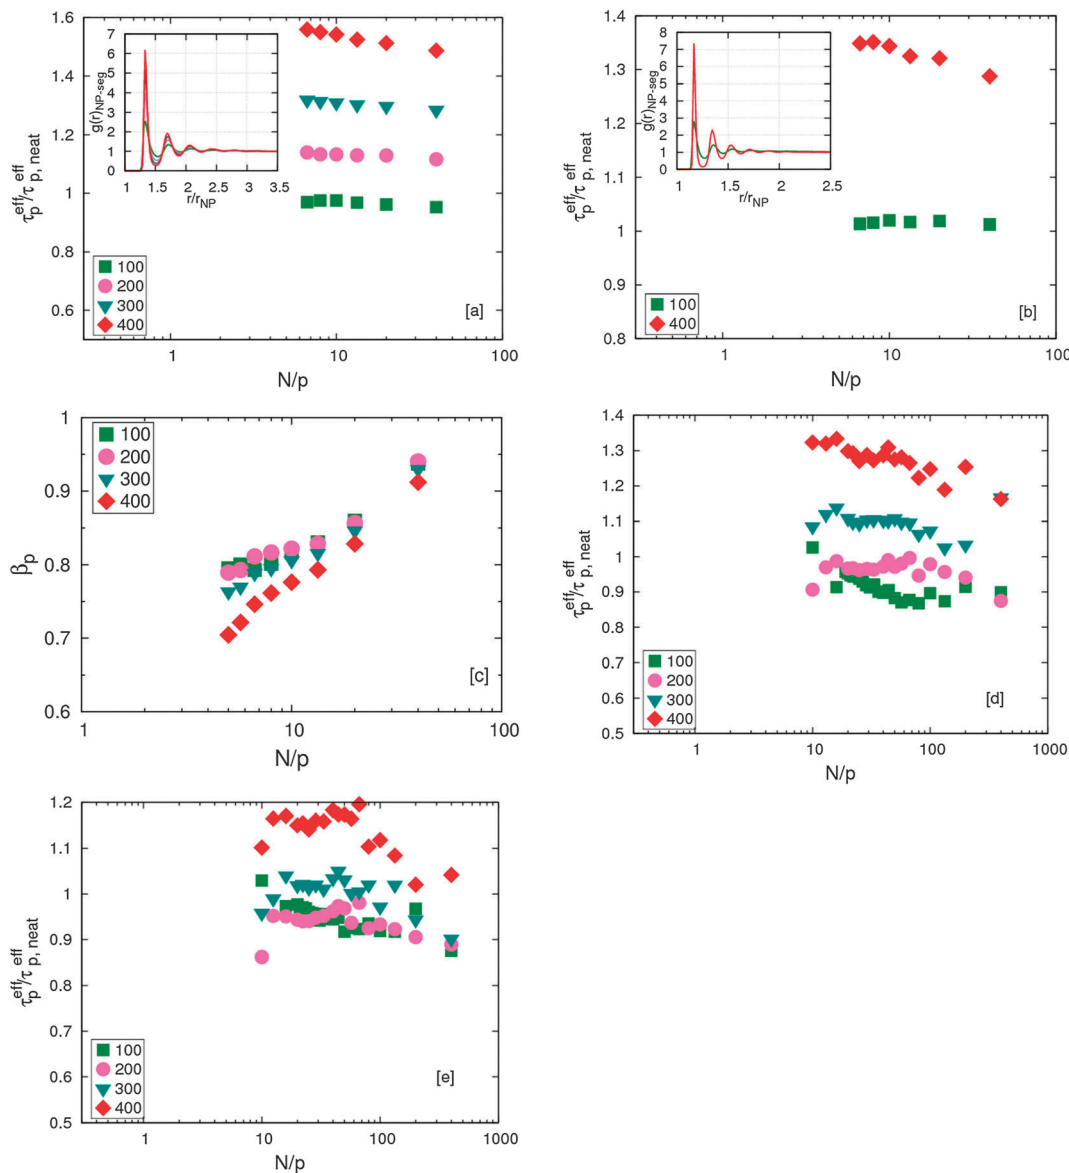 1.6
1.4
1.2
1
0.8
0.6
τ_p^eff/τ_p, neat^eff
7
6
5
4
3
2
1
0
g(r)_NP-seg
1 1.5 2 2.5 3 3.5
r/r_NP
100
200
300
400
[a]
1 10 100
N/p
1.4
1.3
1.2
1.1
1
0.9
0.8
τ_p^eff/τ_p, neat^eff
8
7
6
5
4
3
2
1
0
g(r)_NP-seg
1 1.5 2 2.5
r/r_NP
100
400
[b]
1 10 100
N/p
1
0.9
0.8
0.7
0.6
β_p
100
200
300
400
[c]
1 10 100
N/p
1.4
1.3
1.2
1.1
1
0.9
0.8
0.7
0.6
0.5
τ_p^eff/τ_p, neat^eff
100
200
300
400
[d]
1 10 100 1000
N/p
1.2
1.1
1
0.9
0.8
0.7
0.6
0.5
τ_p^eff/τ_p, neat^eff
100
200
300
400
[e]
1 10 100 1000
N/p